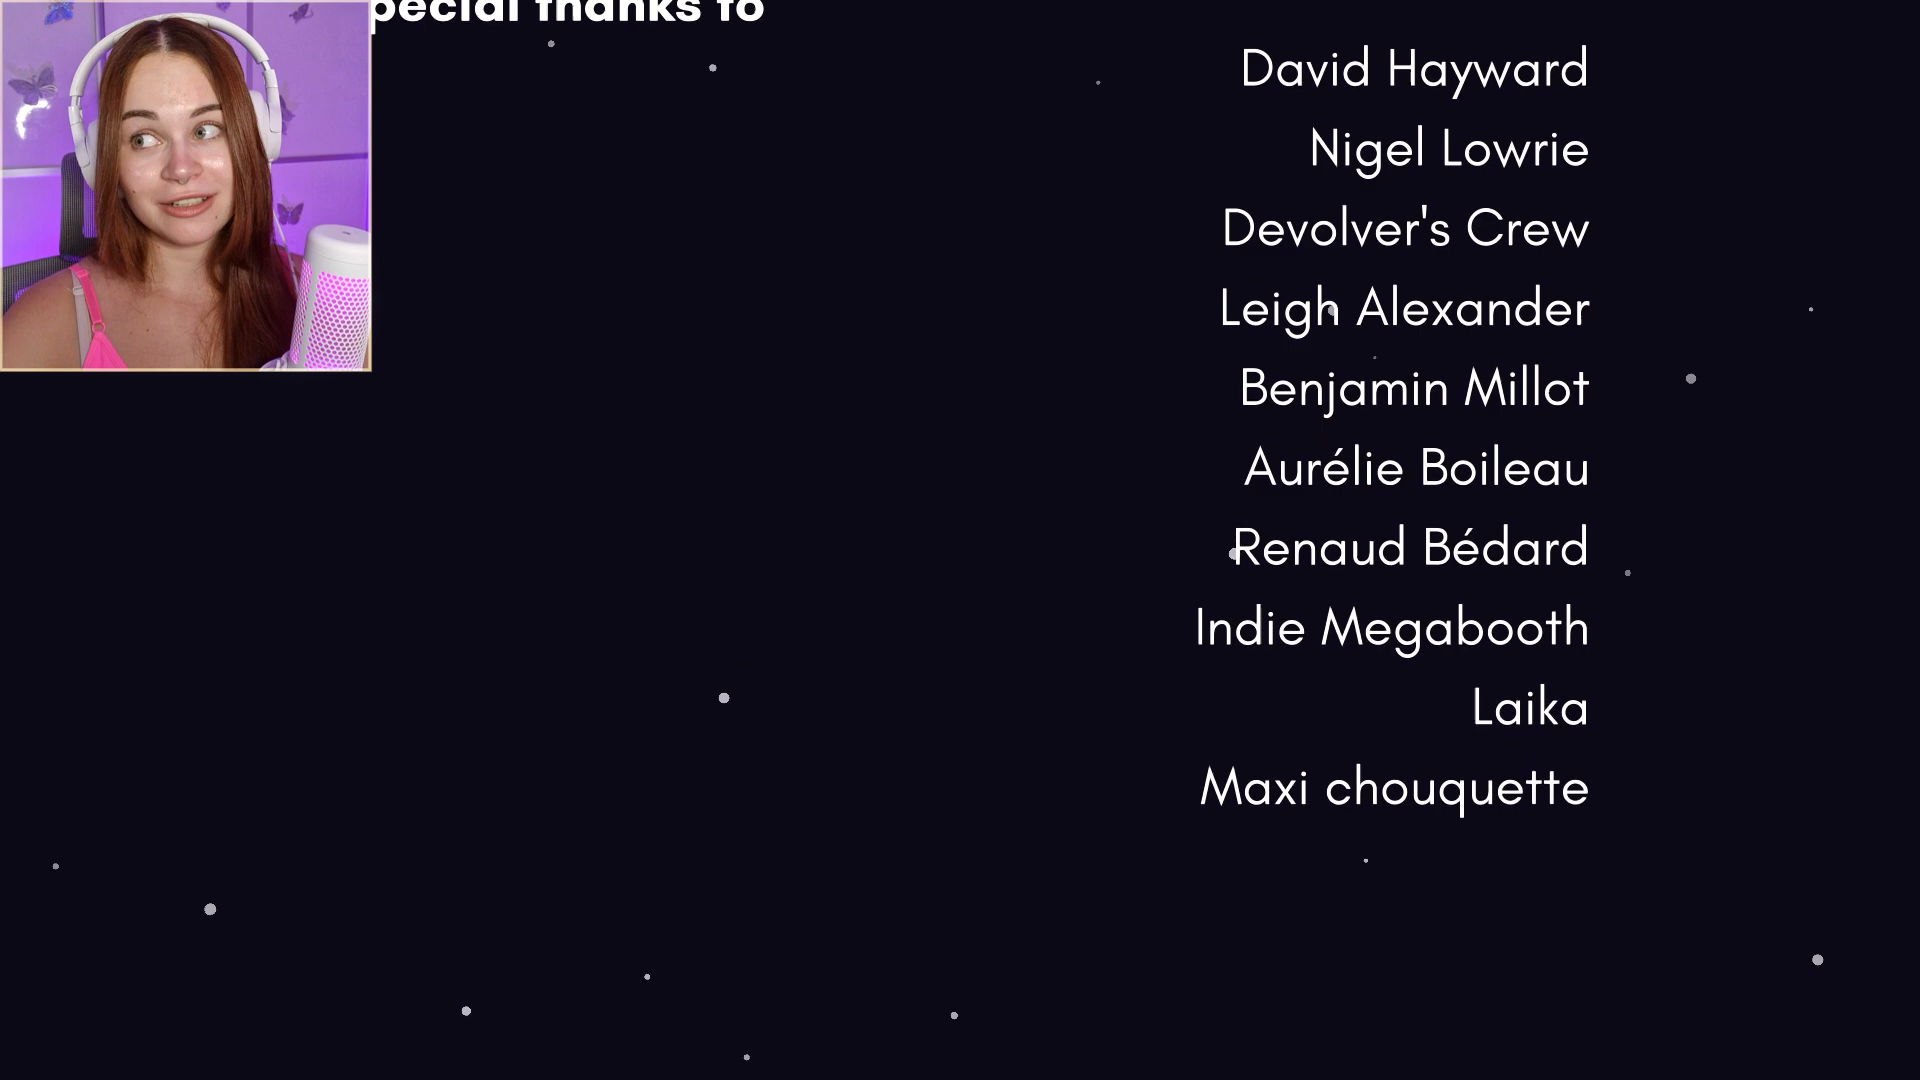 pecial thanks to
David Hayward
Nigel Lowrie
Devolver's Crew
Leigh Alexander
Benjamin Millot
Aurélie Boileau
Renaud Bédard
Indie Megabooth
Laika
Maxi chouquette